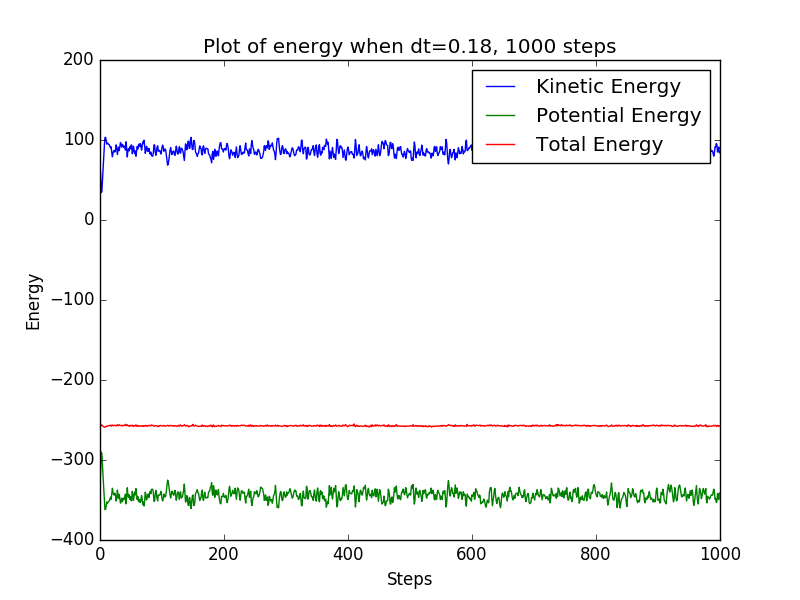 Plot of energy when dt=0.18, 1000 steps
200
Kinetic Energy
Potential Energy
Total Energy
100
0
−100
Energy
−200
−300
−400
0 200 400 600 800 1000
Steps